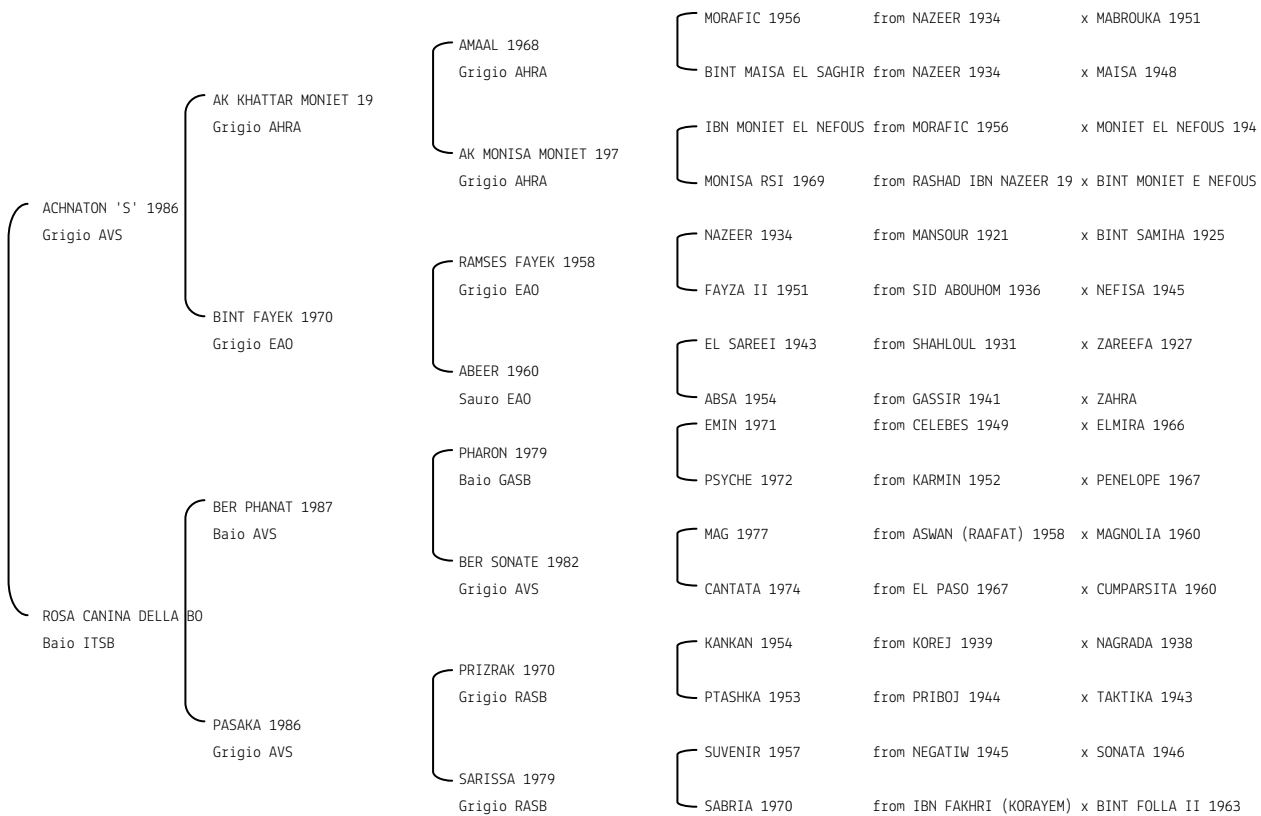 MORAFIC 1956 from NAZEER 1934 x MABROUKA 1951
AMAAL 1968
Grigio AHRA BINT MAISA EL SAGHIR from NAZEER 1934 x MAISA 1948
AK KHATTAR MONIET 19
Grigio AHRA IBN MONIET EL NEFOUS from MORAFIC 1956 x MONIET EL NEFOUS 194
AK MONISA MONIET 197
Grigio AHRA MONISA RSI 1969 from RASHAD IBN NAZEER 19 x BINT MONIET E NEFOUS
ACHNATON 'S' 1986
Grigio AVS NAZEER 1934 from MANSOUR 1921 x BINT SAMIHA 1925
RAMSES FAYEK 1958
Grigio EAO FAYZA II 1951 from SID ABOUHOM 1936 x NEFISA 1945
BINT FAYEK 1970
Grigio EAO EL SAREEI 1943 from SHAHLOUL 1931 x ZAREEFA 1927
ABEER 1960
Sauro EAO ABSA 1954 from GASSIR 1941 x ZAHRA
EMIN 1971 from CELEBES 1949 x ELMIRA 1966
PHARON 1979
Baio GASB PSYCHE 1972 from KARMIN 1952 x PENELOPE 1967
BER PHANAT 1987
Baio AVS MAG 1977 from ASWAN (RAAFAT) 1958 x MAGNOLIA 1960
BER SONATE 1982
Grigio AVS CANTATA 1974 from EL PASO 1967 x CUMPARSITA 1960
ROSA CANINA DELLA BO
Baio ITSB KANKAN 1954 from KOREJ 1939 x NAGRADA 1938
PRIZRAK 1970
Grigio RASB PTASHKA 1953 from PRIBOJ 1944 x TAKTIKA 1943
PASAKA 1986
Grigio AVS SUVENIR 1957 from NEGATIW 1945 x SONATA 1946
SARISSA 1979
Grigio RASB SABRIA 1970 from IBN FAKHRI (KORAYEM) x BINT FOLLA II 1963